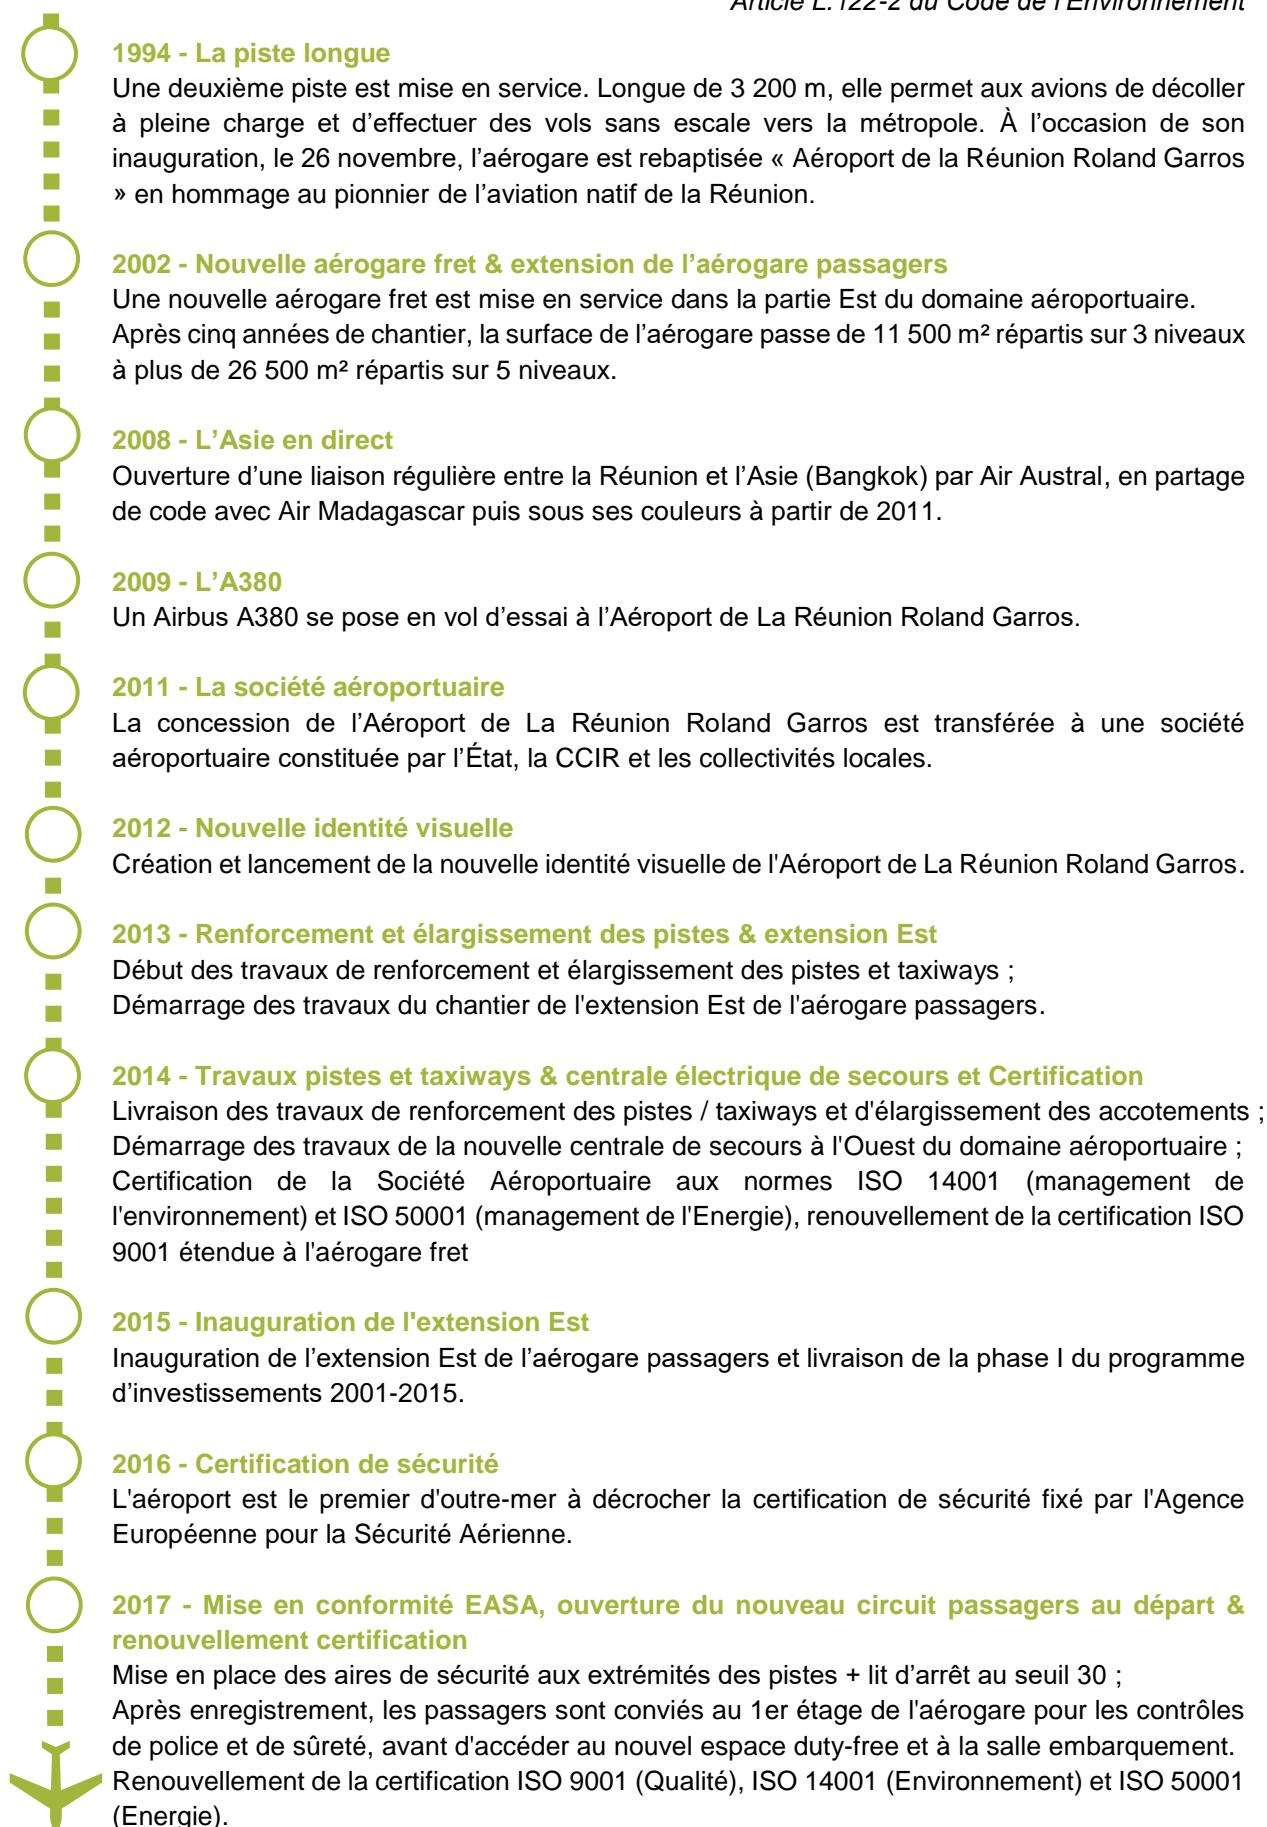 Article L.122-2 du Code de l'Environnement
1994 - La piste longue
Une deuxième piste est mise en service. Longue de 3 200 m, elle permet aux avions de décoller
à pleine charge et d’effectuer des vols sans escale vers la métropole. À l’occasion de son
inauguration, le 26 novembre, l’aérogare est rebaptisée « Aéroport de la Réunion Roland Garros
» en hommage au pionnier de l’aviation natif de la Réunion.
2002 - Nouvelle aérogare fret & extension de l’aérogare passagers
Une nouvelle aérogare fret est mise en service dans la partie Est du domaine aéroportuaire.
Après cinq années de chantier, la surface de l’aérogare passe de 11 500 m² répartis sur 3 niveaux
à plus de 26 500 m² répartis sur 5 niveaux.
2008 - L’Asie en direct
Ouverture d’une liaison régulière entre la Réunion et l’Asie (Bangkok) par Air Austral, en partage
de code avec Air Madagascar puis sous ses couleurs à partir de 2011.
2009 - L’A380
Un Airbus A380 se pose en vol d’essai à l’Aéroport de La Réunion Roland Garros.
2011 - La société aéroportuaire
La concession de l’Aéroport de La Réunion Roland Garros est transférée à une société
aéroportuaire constituée par l’État, la CCIR et les collectivités locales.
2012 - Nouvelle identité visuelle
Création et lancement de la nouvelle identité visuelle de l'Aéroport de La Réunion Roland Garros.
2013 - Renforcement et élargissement des pistes & extension Est
Début des travaux de renforcement et élargissement des pistes et taxiways ;
Démarrage des travaux du chantier de l'extension Est de l'aérogare passagers.
2014 - Travaux pistes et taxiways & centrale électrique de secours et Certification
Livraison des travaux de renforcement des pistes / taxiways et d'élargissement des accotements ;
Démarrage des travaux de la nouvelle centrale de secours à l'Ouest du domaine aéroportuaire ;
Certification de la Société Aéroportuaire aux normes ISO 14001 (management de
l'environnement) et ISO 50001 (management de l'Energie), renouvellement de la certification ISO
9001 étendue à l'aérogare fret
2015 - Inauguration de l'extension Est
Inauguration de l’extension Est de l’aérogare passagers et livraison de la phase I du programme
d’investissements 2001-2015.
2016 - Certification de sécurité
L'aéroport est le premier d'outre-mer à décrocher la certification de sécurité fixé par l'Agence
Européenne pour la Sécurité Aérienne.
2017 - Mise en conformité EASA, ouverture du nouveau circuit passagers au départ &
renouvellement certification
Mise en place des aires de sécurité aux extrémités des pistes + lit d’arrêt au seuil 30 ;
Après enregistrement, les passagers sont conviés au 1er étage de l'aérogare pour les contrôles
de police et de sûreté, avant d'accéder au nouvel espace duty-free et à la salle embarquement.
Renouvellement de la certification ISO 9001 (Qualité), ISO 14001 (Environnement) et ISO 50001
(Energie).